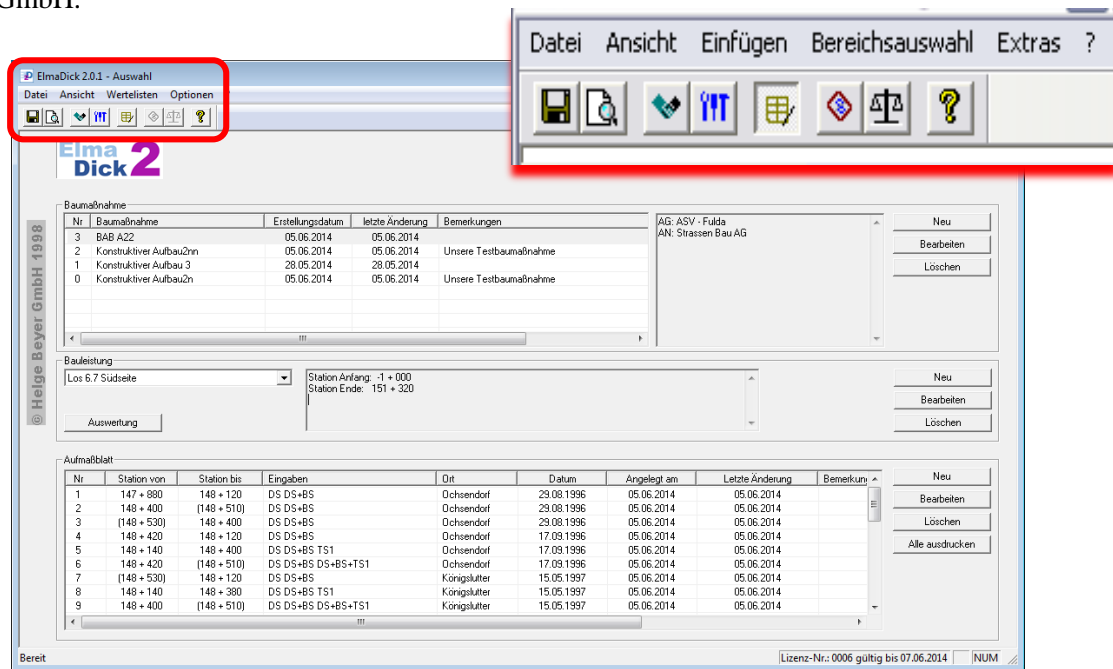 GmbH.
Datei Ansicht Einfügen Bereichsauswahl Extras ?
ElmaDick 2.0.1 - Auswahl
Datei Ansicht Wertelisten Optionen
Elma
Dick 2
© Helge Beyer GmbH 1998
Baumaßnahme
Nr Baumaßnahme Erstellungsdatum letzte Änderung Bemerkungen
3 BAB A22 05.06.2014 05.06.2014
2 Konstruktiver Aufbau2nn 05.06.2014 05.06.2014 Unsere Testbaumaßnahme
1 Konstruktiver Aufbau 3 28.05.2014 28.05.2014
0 Konstruktiver Aufbau2n 05.06.2014 05.06.2014 Unsere Testbaumaßnahme
AG: ASV - Fulda
AN: Strassen Bau AG
Neu
Bearbeiten
Löschen
Bauleistung
Los 6.7 Südseite
Station Anfang: -1 + 000
Station Ende: 151 + 320
Auswertung
Neu
Bearbeiten
Löschen
Aufmaßblatt
Nr Station von Station bis Eingaben Ort Datum Angelegt am Letzte Änderung Bemerkung
1 147 + 880 148 + 120 DS DS+BS Ochsendorf 29.08.1996 05.06.2014 05.06.2014
2 148 + 400 (148 + 510) DS DS+BS Ochsendorf 29.08.1996 05.06.2014 05.06.2014
3 (148 + 530) 148 + 400 DS DS+BS Ochsendorf 29.08.1996 05.06.2014 05.06.2014
4 148 + 420 148 + 120 DS DS+BS Ochsendorf 17.09.1996 05.06.2014 05.06.2014
5 148 + 140 148 + 400 DS DS+BS TS1 Ochsendorf 17.09.1996 05.06.2014 05.06.2014
6 148 + 420 (148 + 510) DS DS+BS DS+BS+TS1 Ochsendorf 17.09.1996 05.06.2014 05.06.2014
7 (148 + 530) 148 + 120 DS DS+BS Königslutter 15.05.1997 05.06.2014 05.06.2014
8 148 + 140 148 + 380 DS DS+BS TS1 Königslutter 15.05.1997 05.06.2014 05.06.2014
9 148 + 400 (148 + 510) DS DS+BS DS+BS+TS1 Königslutter 15.05.1997 05.06.2014 05.06.2014
Neu
Bearbeiten
Löschen
Alle ausdrucken
Bereit
Lizenz-Nr.: 0006 gültig bis 07.06.2014 NUM